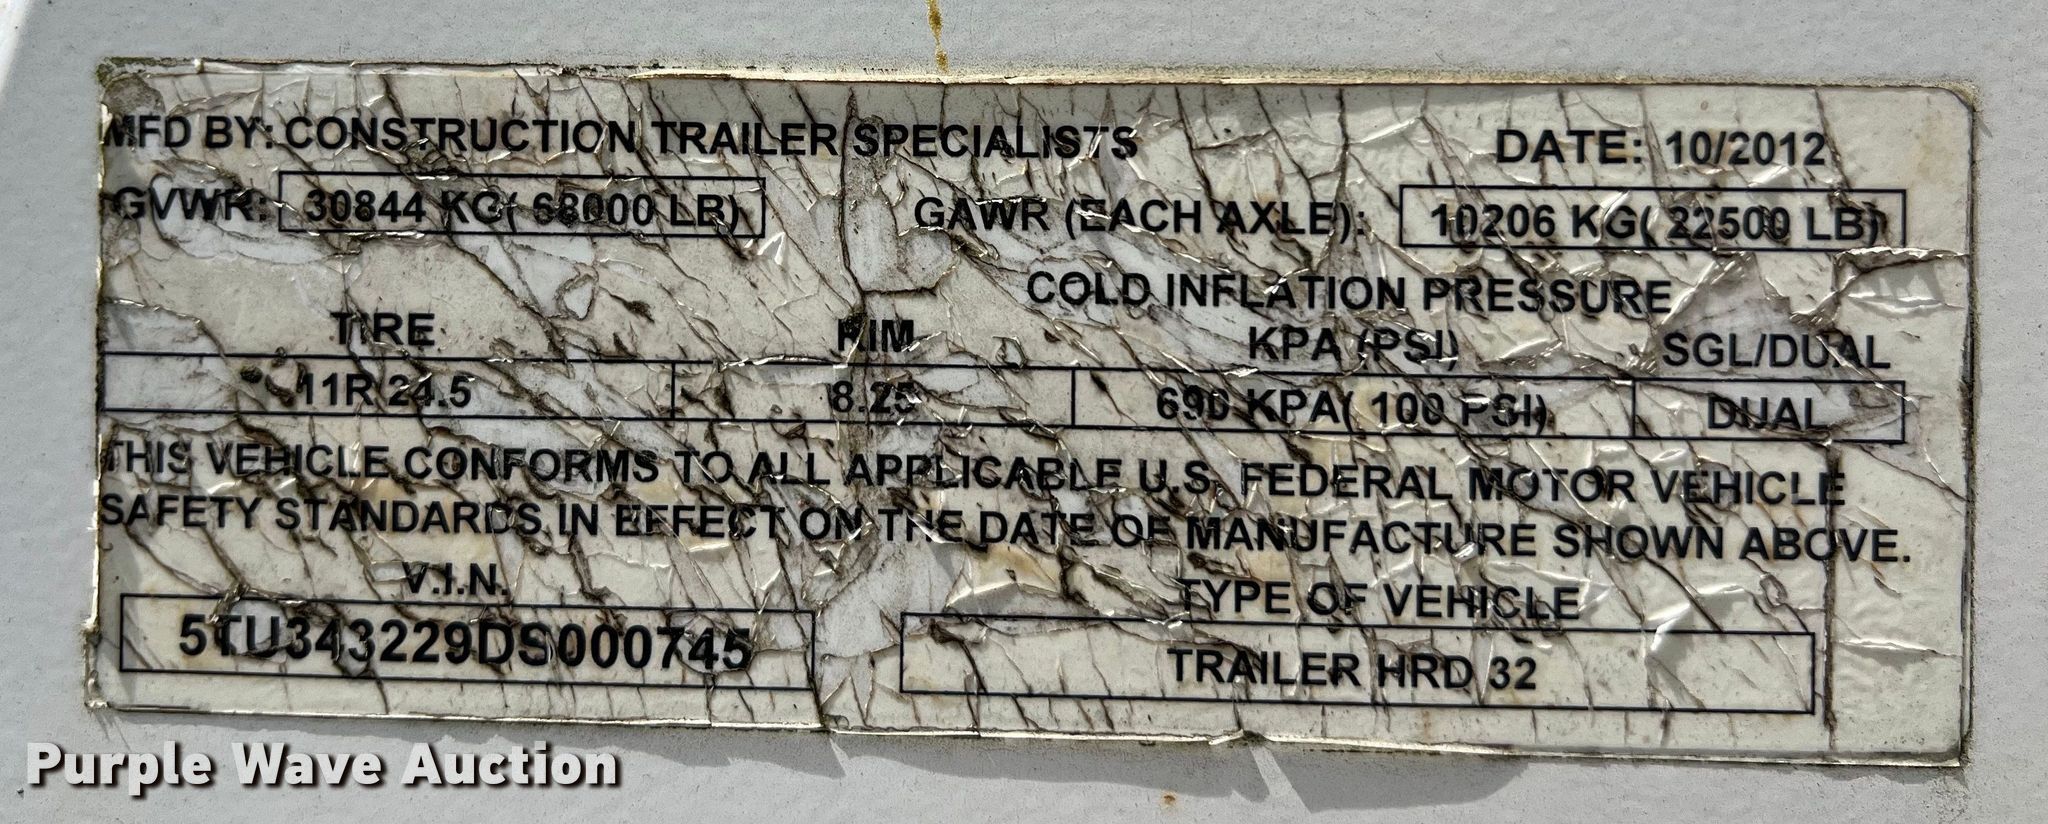 MFD BY: CONSTRUCTION TRAILER SPECIALISTS DATE: 10/2012
GVWR: 30844 KG( 68000 LB) GAWR (EACH AXLE): 10206 KG( 22500 LB)
COLD INFLATION PRESSURE
TIRE RIM KPA (PSI) SGL/DUAL
11R 24.5 8.25 690 KPA( 100 PSI) DUAL
THIS VEHICLE CONFORMS TO ALL APPLICABLE U.S. FEDERAL MOTOR VEHICLE
SAFETY STANDARDS IN EFFECT ON THE DATE OF MANUFACTURE SHOWN ABOVE.
V.I.N. TYPE OF VEHICLE
5TU343229DS000745 TRAILER HRD 32
Purple Wave Auction